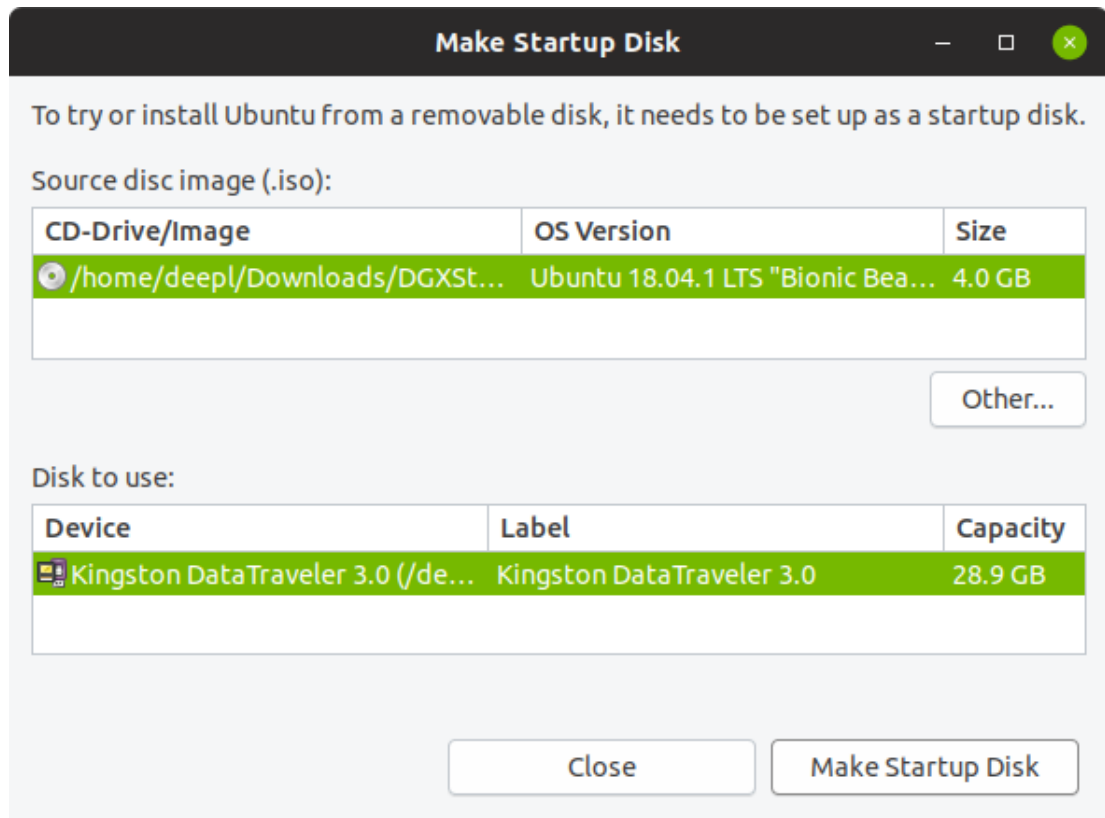 Make Startup Disk
To try or install Ubuntu from a removable disk, it needs to be set up as a startup disk.
Source disc image (.iso):
CD-Drive/Image OS Version Size
/home/deepl/Downloads/DGXSt... Ubuntu 18.04.1 LTS "Bionic Bea... 4.0 GB
Other...
Disk to use:
Device Label Capacity
Kingston DataTraveler 3.0 (/de... Kingston DataTraveler 3.0 28.9 GB
Close Make Startup Disk